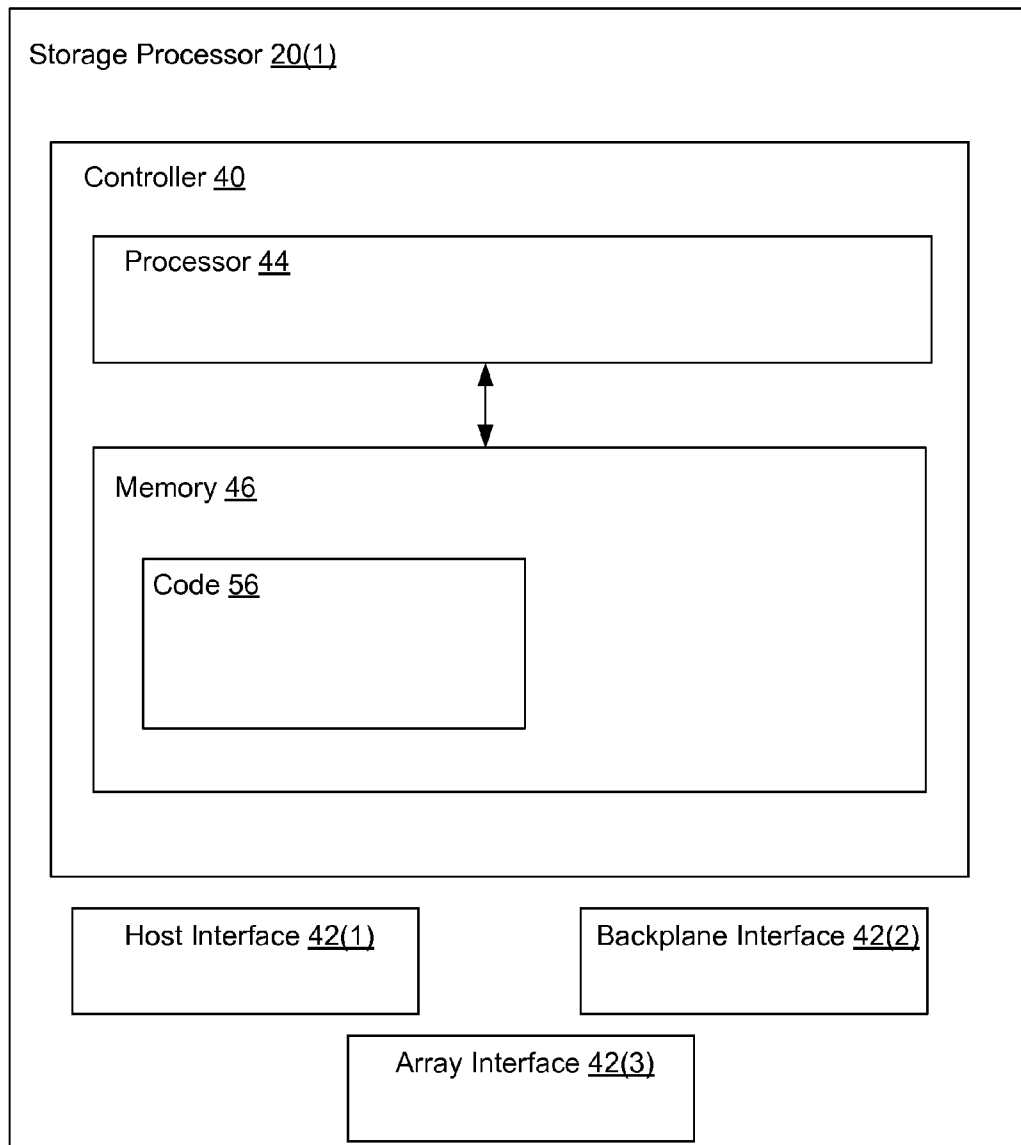 Storage Processor 20(1)
Controller 40
Processor 44
Memory 46
Code 56
Host Interface 42(1)
Backplane Interface 42(2)
Array Interface 42(3)